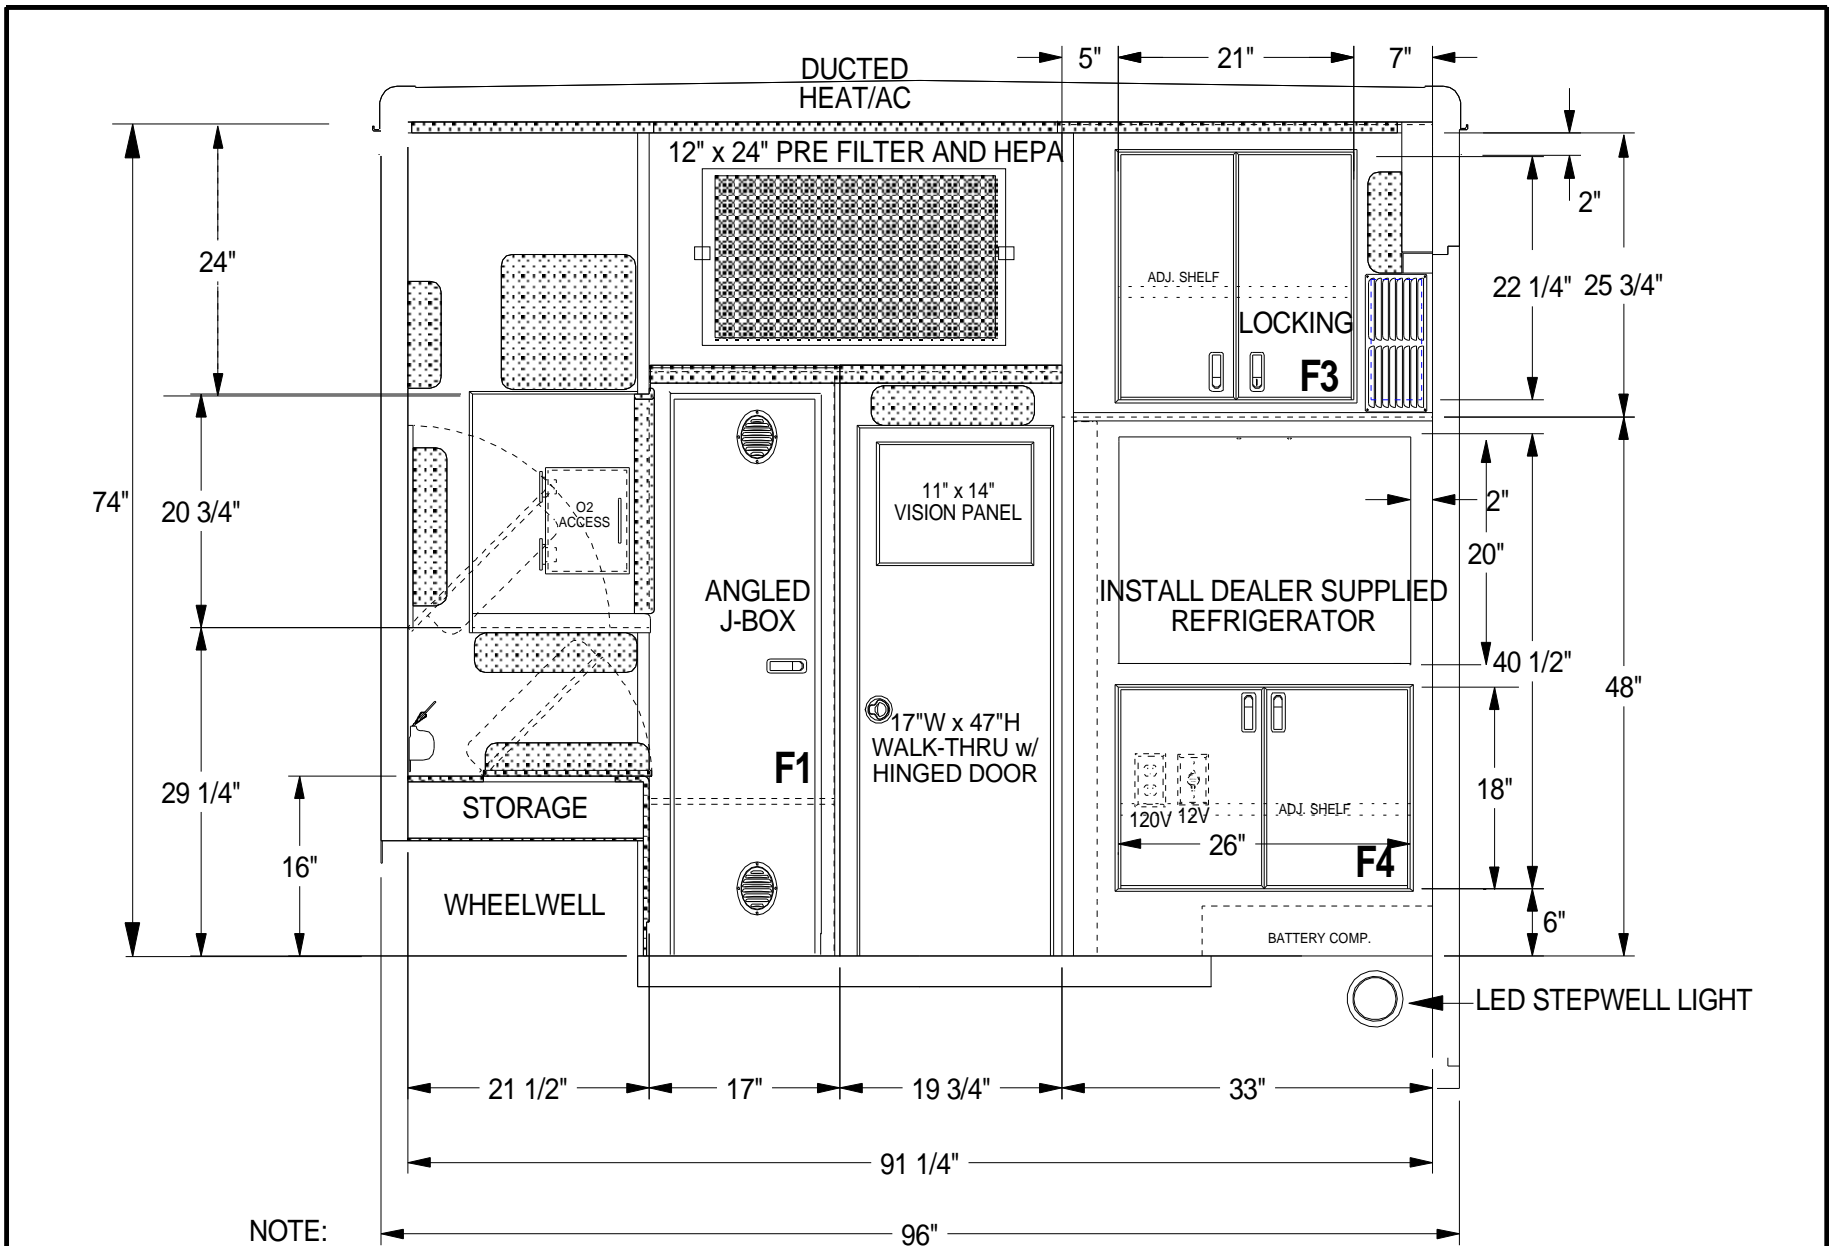 DUCTED
HEAT/AC
5"
21"
7"
12" x 24" PRE FILTER AND HEPA
2"
24"
ADJ. SHELF
22 1/4"
25 3/4"
LOCKING
F3
74"
20 3/4"
O2
ACCESS
11" x 14"
VISION PANEL
2"
20"
ANGLED
J-BOX
INSTALL DEALER SUPPLIED
REFRIGERATOR
40 1/2"
48"
17"W x 47"H
WALK-THRU w/
HINGED DOOR
F1
29 1/4"
STORAGE
120V
12V
ADJ. SHELF
18"
26"
F4
16"
WHEELWELL
6"
BATTERY COMP.
LED STEPWELL LIGHT
21 1/2"
17"
19 3/4"
33"
91 1/4"
NOTE:
96"